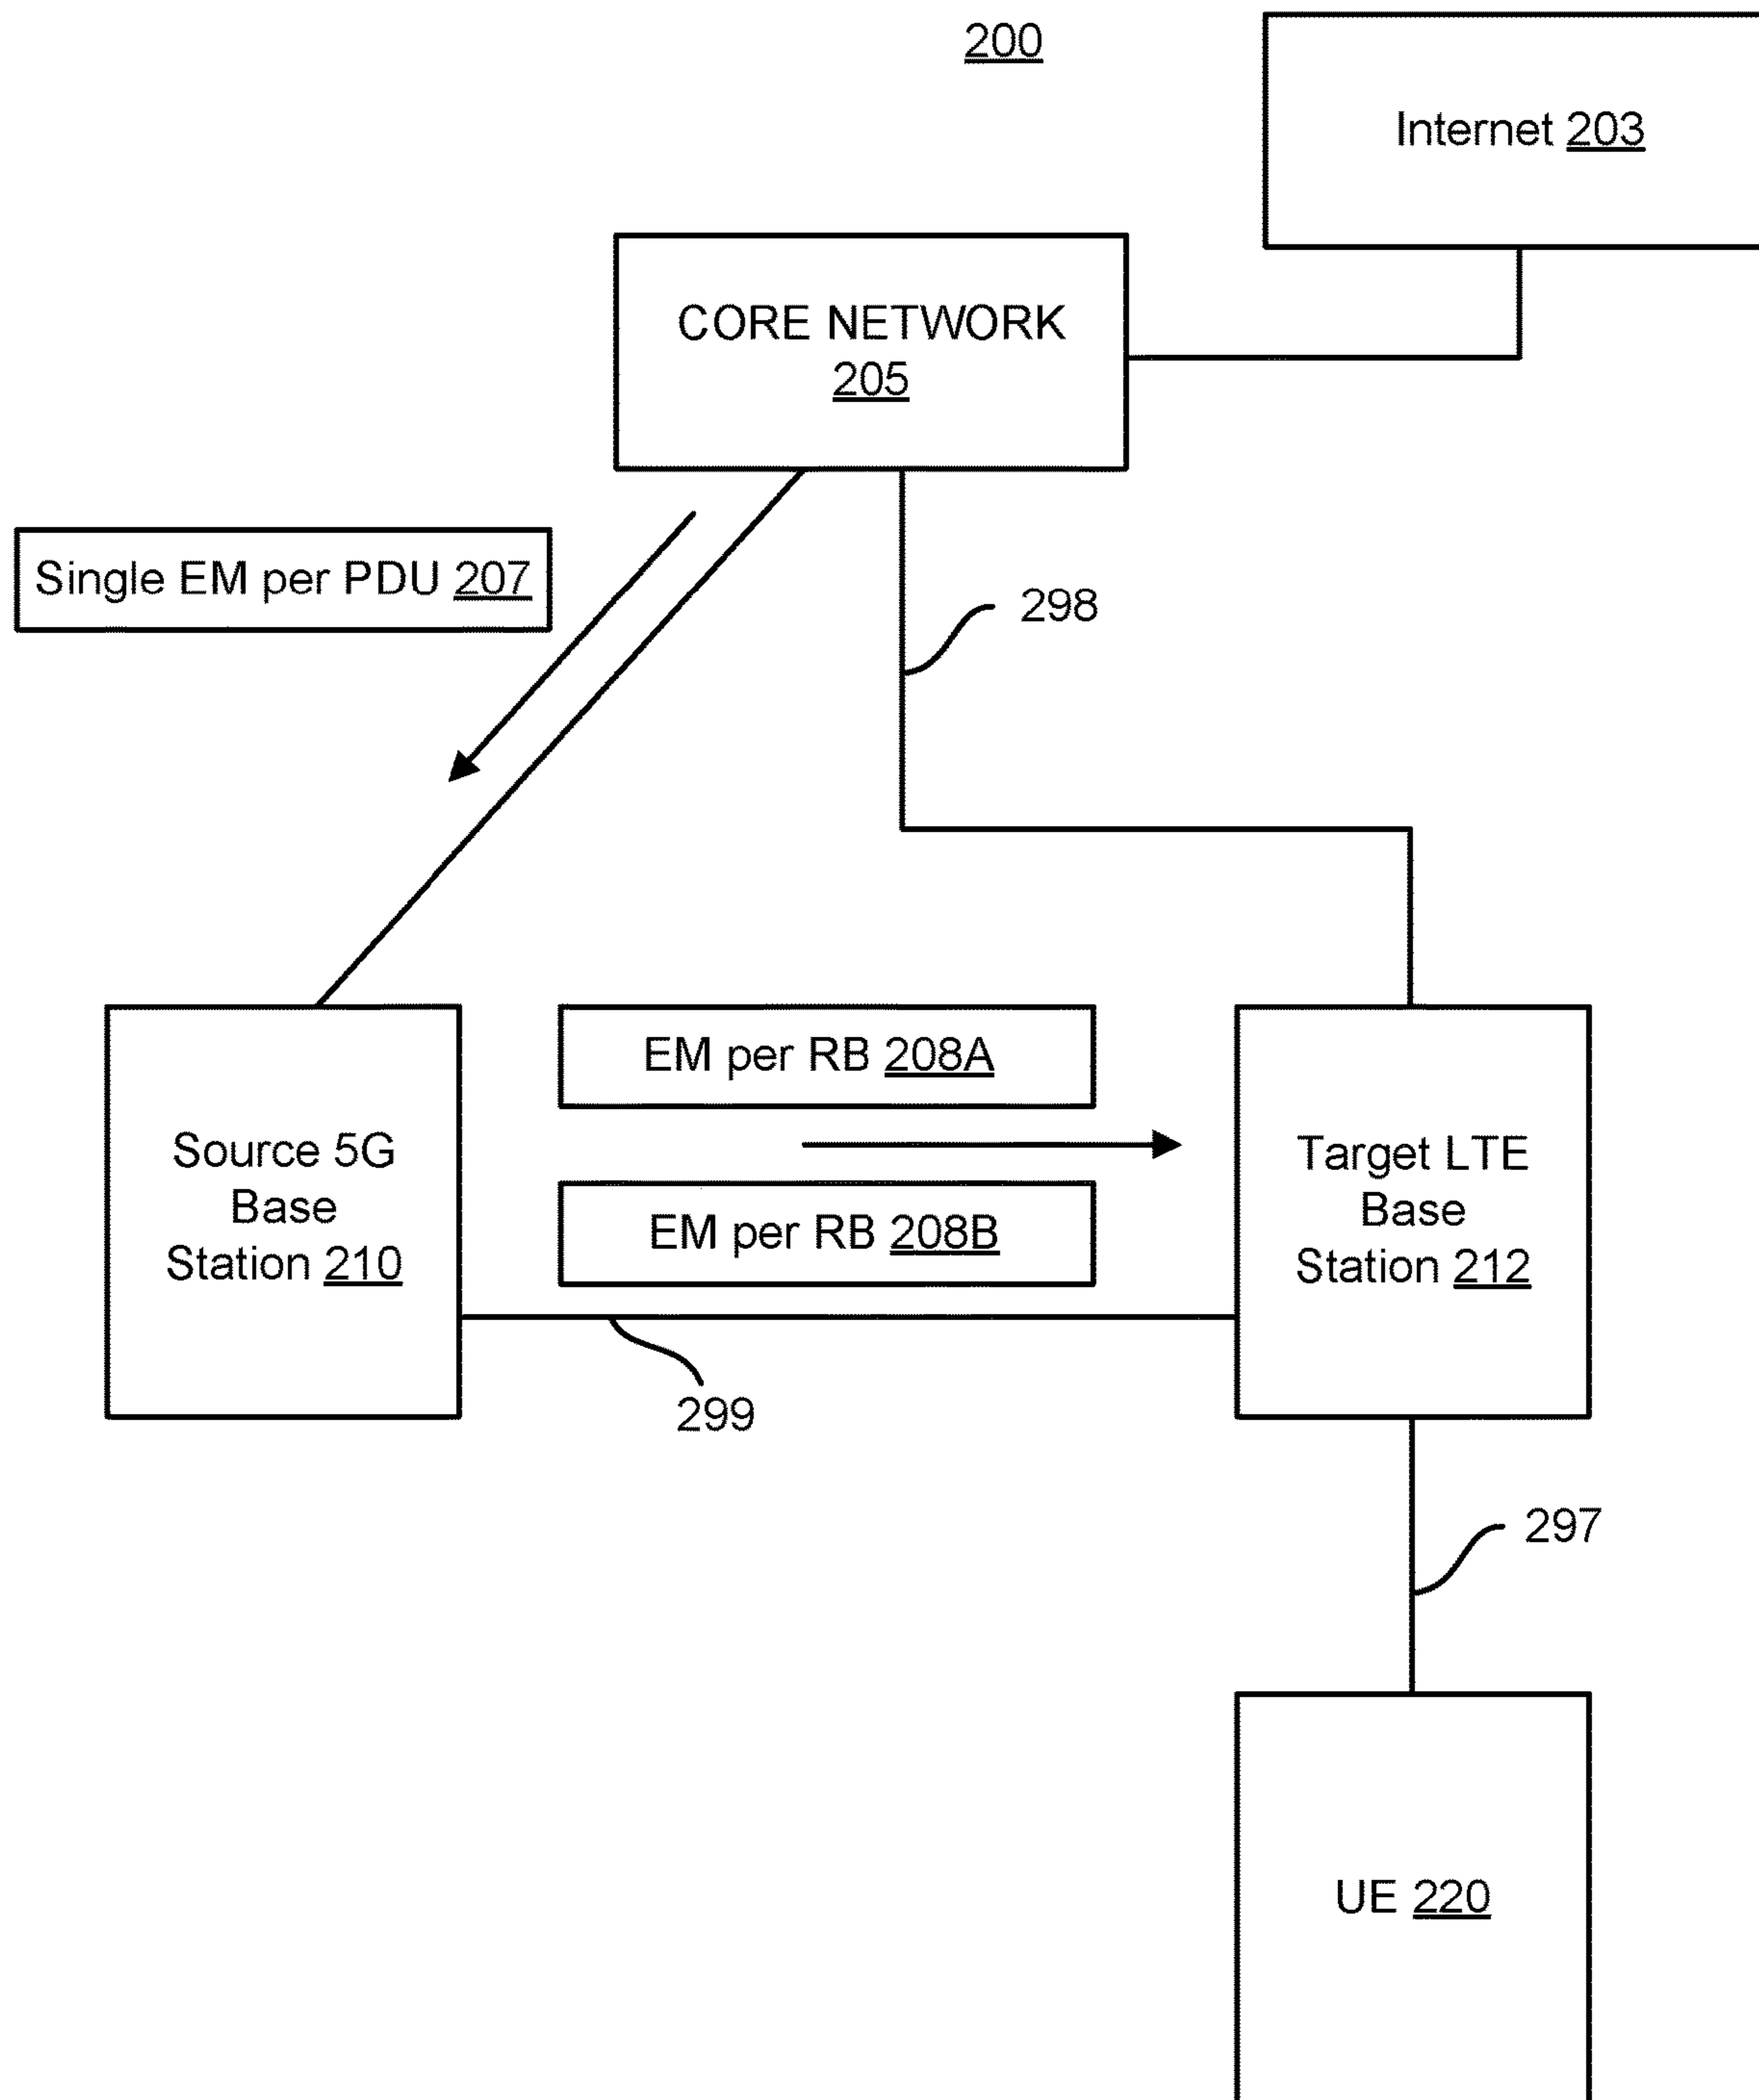 200
Internet 203
CORE NETWORK
205
Single EM per PDU 207
298
EM per RB 208A
Source 5G
Base
Station 210
EM per RB 208B
Target LTE
Base
Station 212
299
297
UE 220